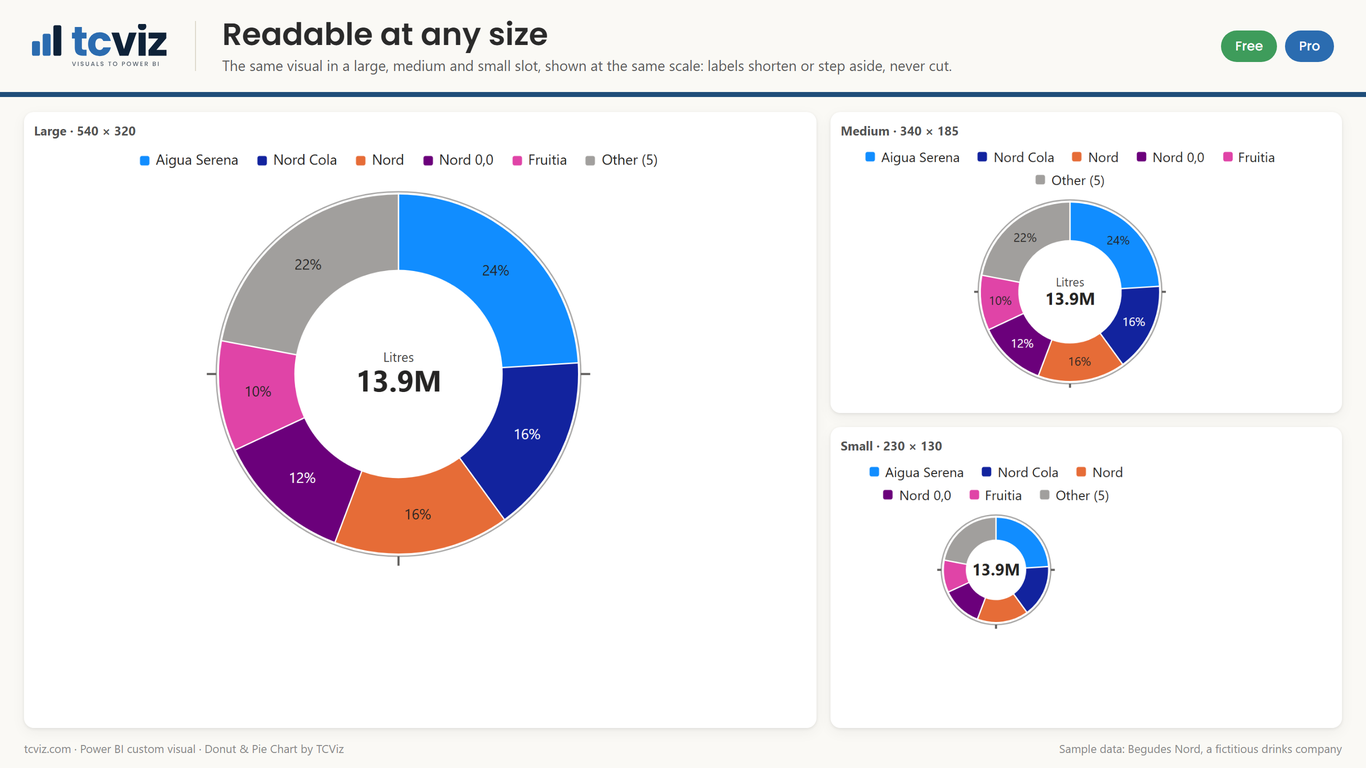 tcviz
VISUALS TO POWER BI
Readable at any size
The same visual in a large, medium and small slot, shown at the same scale: labels shorten or step aside, never cut.
Free
Pro
Large · 540 × 320
Aigua Serena
Nord Cola
Nord
Nord 0,0
Fruitia
Other (5)
22%
24%
10%
16%
12%
16%
Litres
13.9M
Medium · 340 × 185
Aigua Serena
Nord Cola
Nord
Nord 0,0
Fruitia
Other (5)
22%
24%
10%
16%
12%
16%
Litres
13.9M
Small · 230 × 130
Aigua Serena
Nord Cola
Nord
Nord 0,0
Fruitia
Other (5)
13.9M
tcviz.com · Power BI custom visual · Donut & Pie Chart by TCViz
Sample data: Begudes Nord, a fictitious drinks company